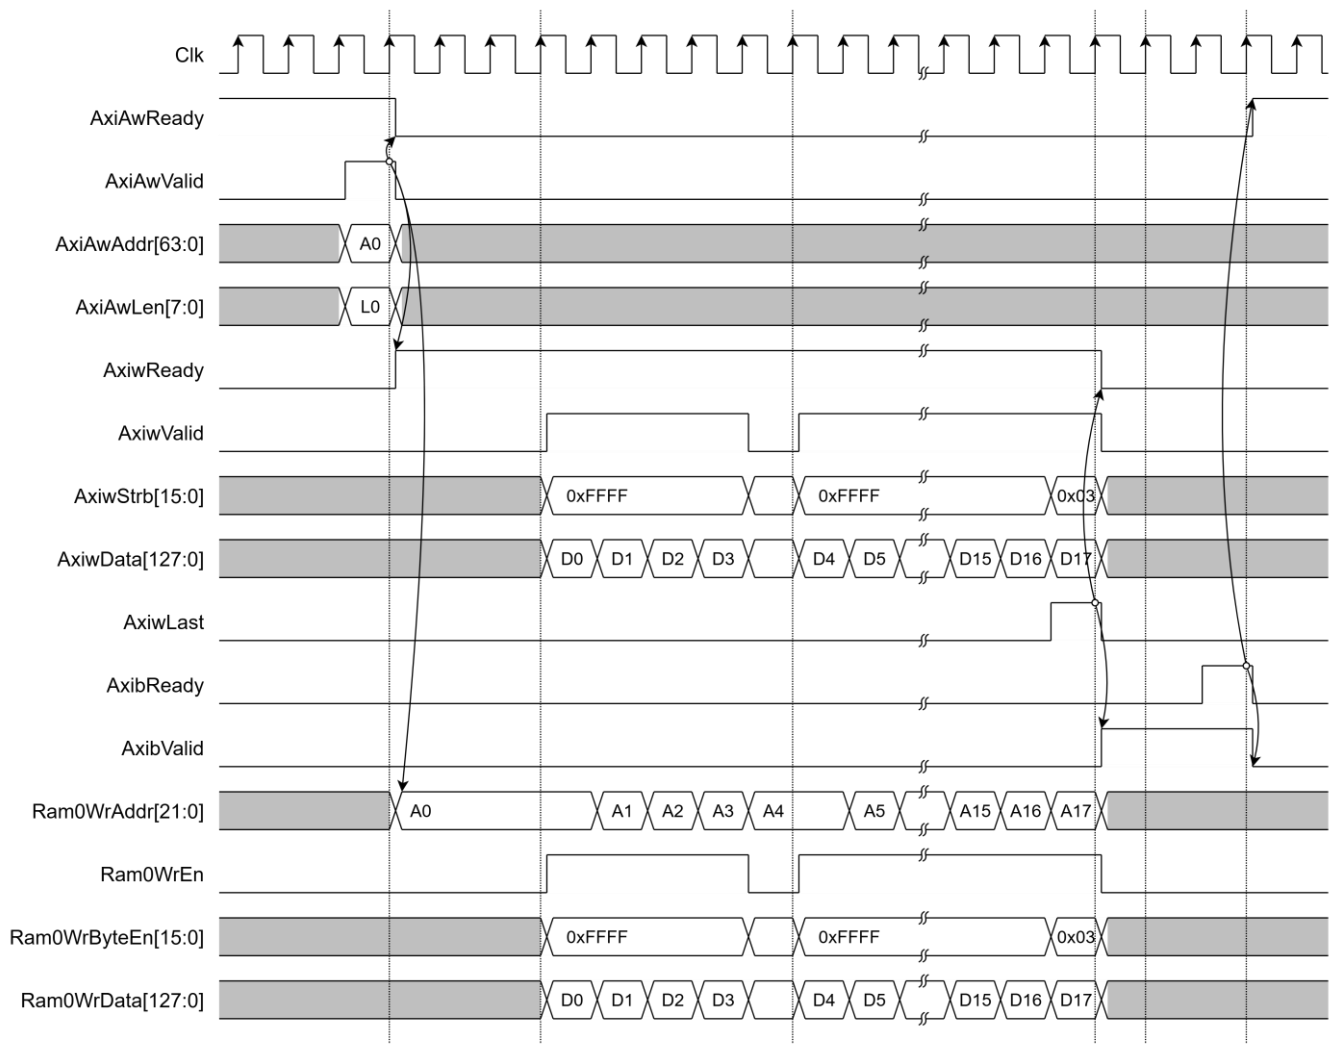 Clk
AxiAwReady
AxiAwValid
AxiAwAddr[63:0] A0
AxiAwLen[7:0] L0
AxiwReady
AxiwValid
AxiwStrb[15:0] 0xFFFF 0xFFFF 0x03
AxiwData[127:0] D0 D1 D2 D3 D4 D5 D15 D16 D17
AxiwLast
AxibReady
AxibValid
Ram0WrAddr[21:0] A0 A1 A2 A3 A4 A5 A15 A16 A17
Ram0WrEn
Ram0WrByteEn[15:0] 0xFFFF 0xFFFF 0x03
Ram0WrData[127:0] D0 D1 D2 D3 D4 D5 D15 D16 D17